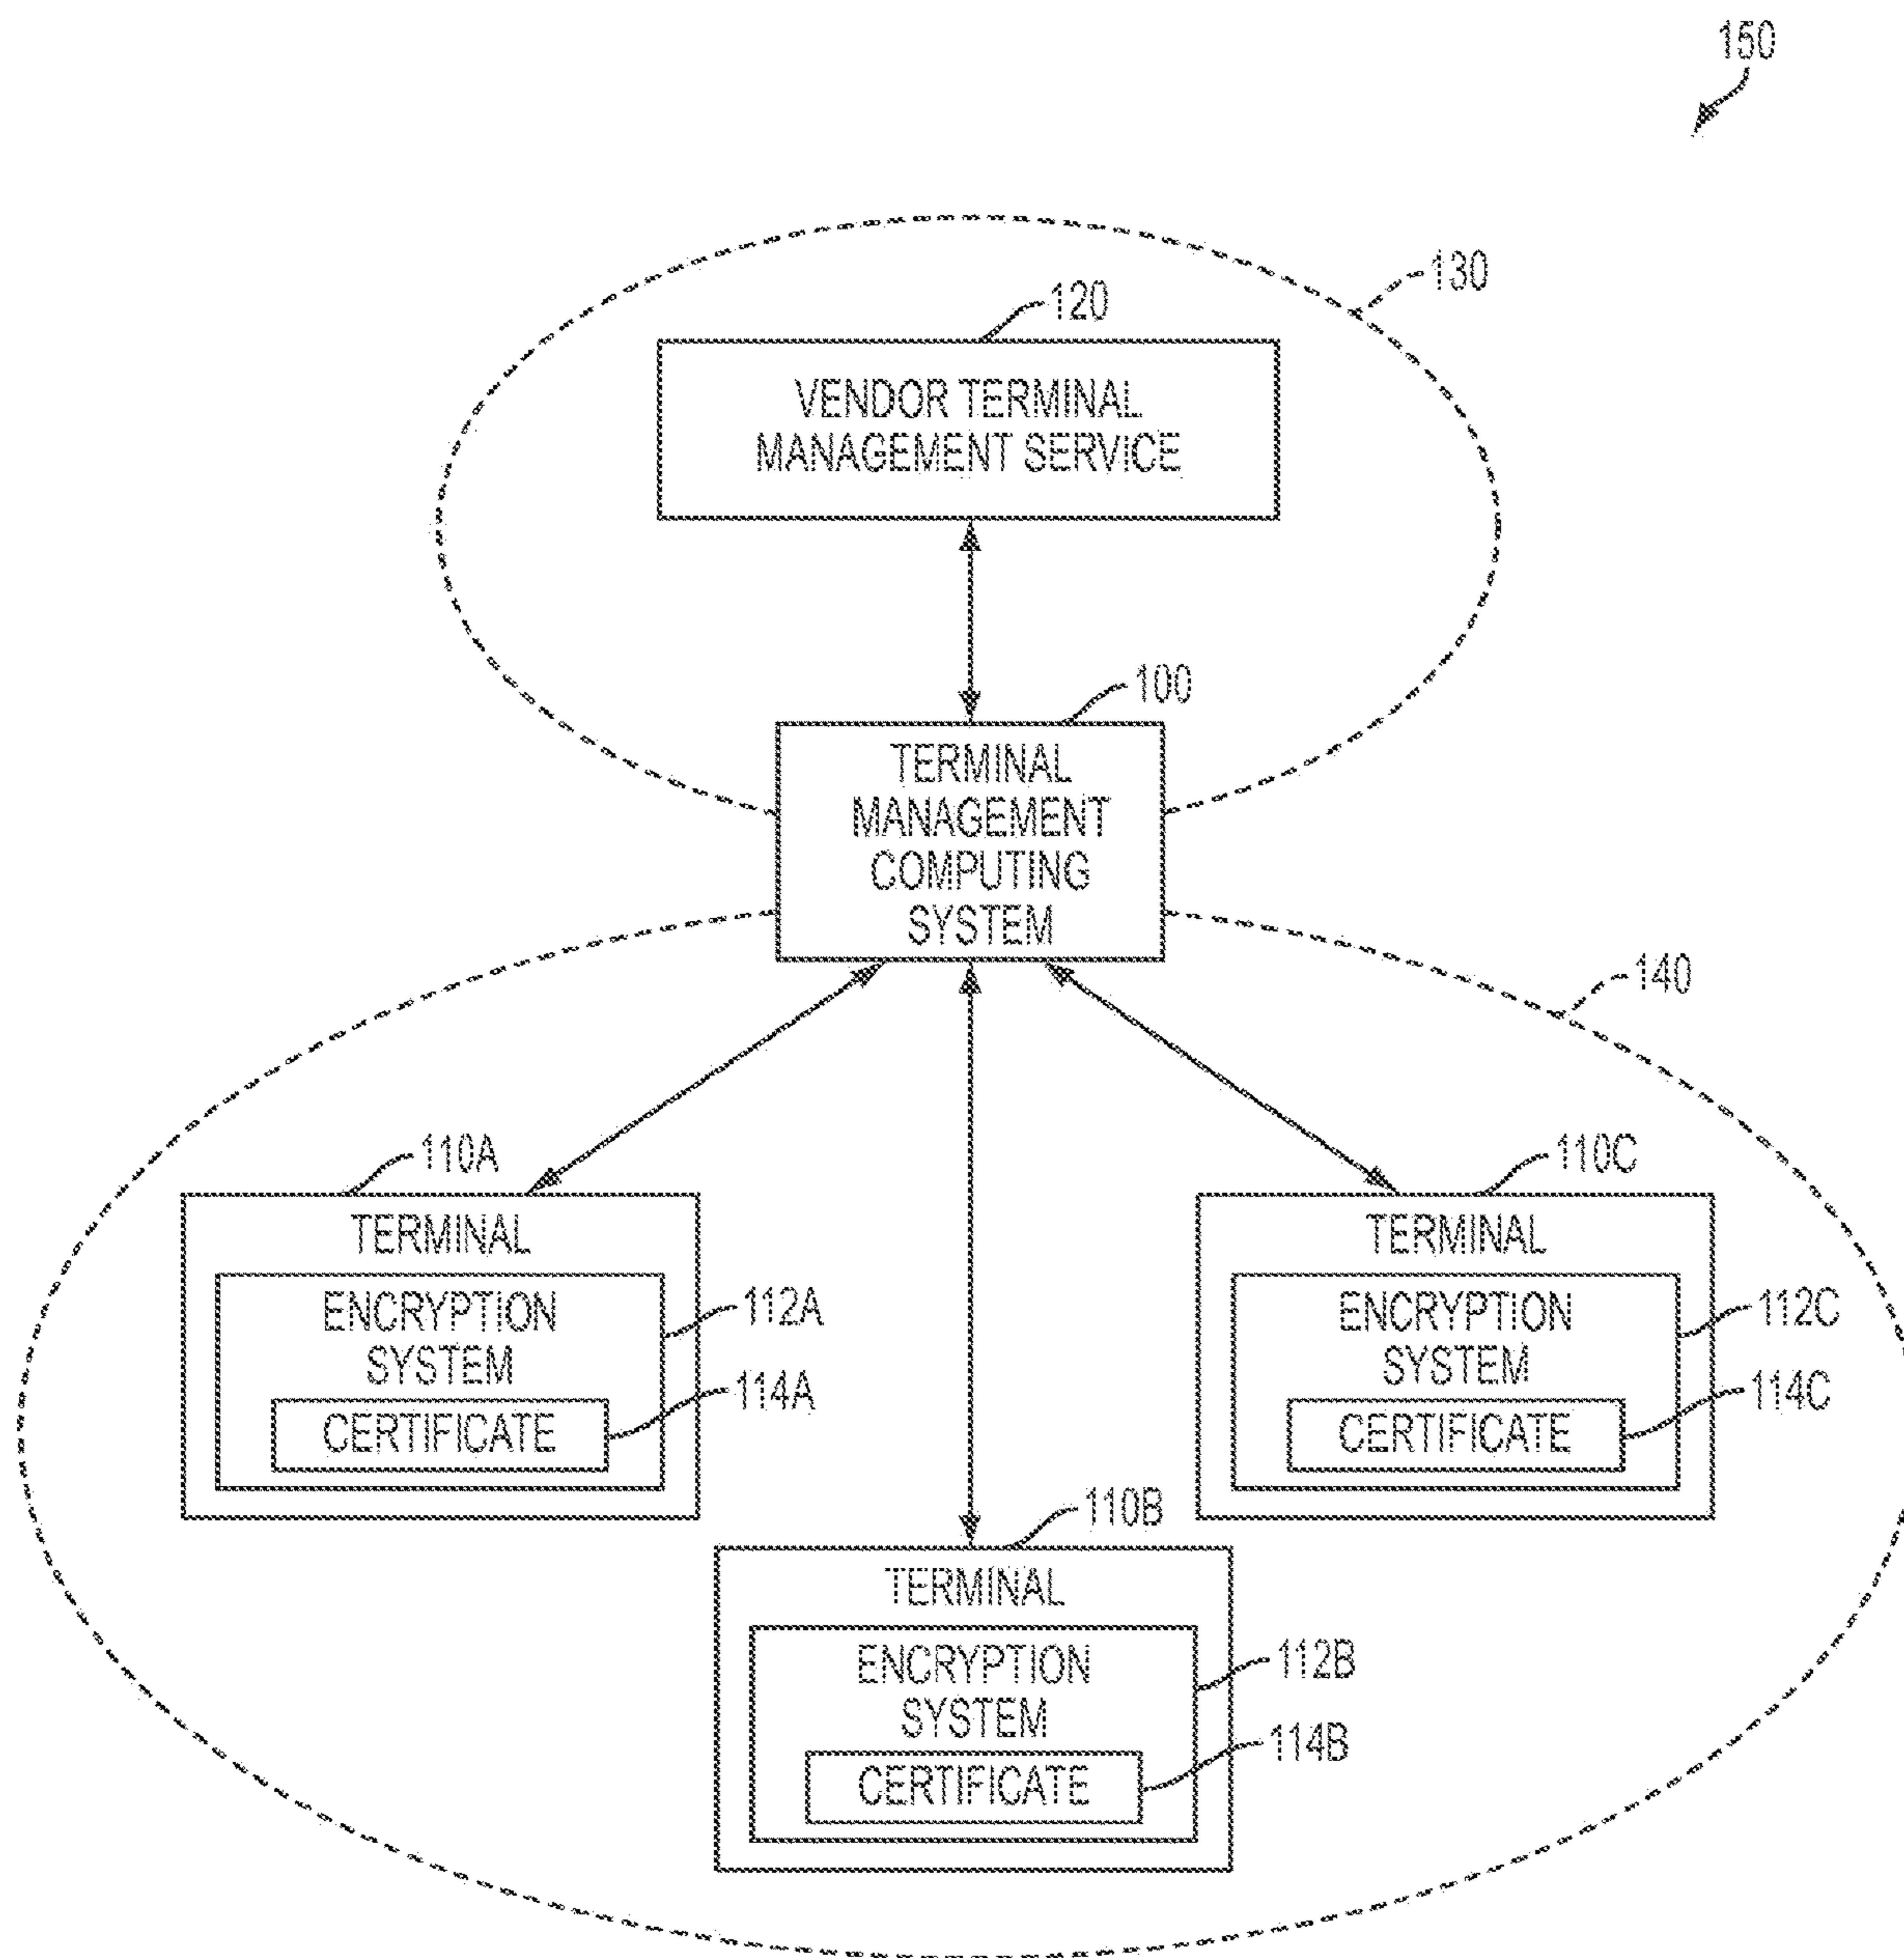 150
130
120
VENDOR TERMINAL
MANAGEMENT SERVICE
100
TERMINAL
MANAGEMENT
COMPUTING
SYSTEM
140
110A
TERMINAL
ENCRYPTION
SYSTEM
112A
CERTIFICATE
114A
110C
TERMINAL
ENCRYPTION
SYSTEM
112C
CERTIFICATE
114C
110B
TERMINAL
ENCRYPTION
SYSTEM
112B
CERTIFICATE
114B